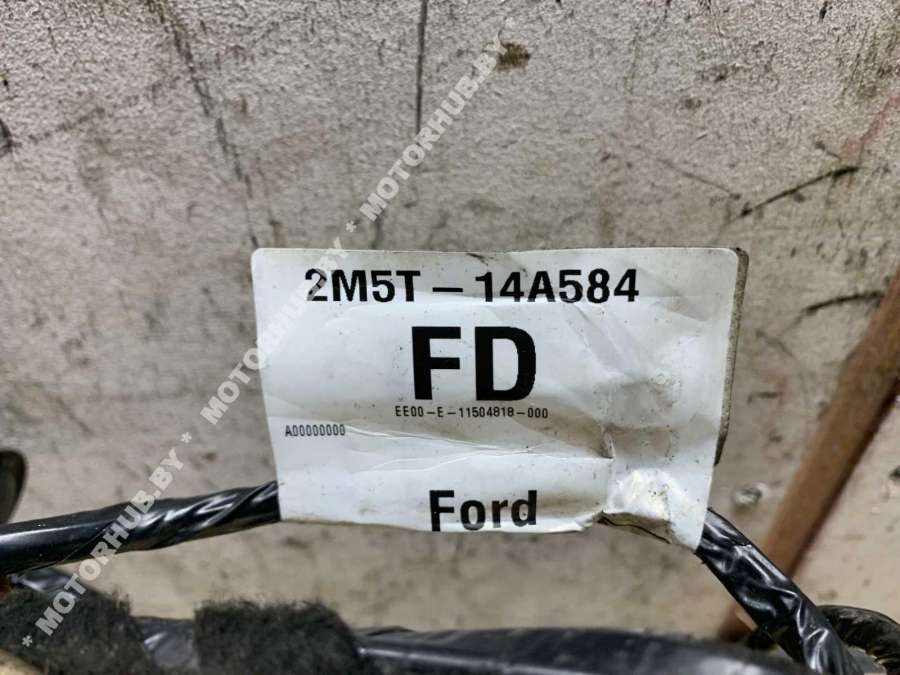 2M5T-14A584
FD
EE00-E-11504818-000
A00000000
Ford
* MOTORHUB.BY * MOTORHUB.BY * MOTORHUB.BY